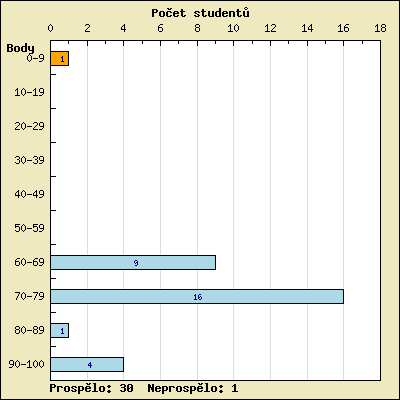 Počet studentů
0 2 4 6 8 10 12 14 16 18
Body
0-9 1
10-19
20-29
30-39
40-49
50-59
60-69 9
70-79 16
80-89 1
90-100 4
Prospělo: 30 Neprospělo: 1